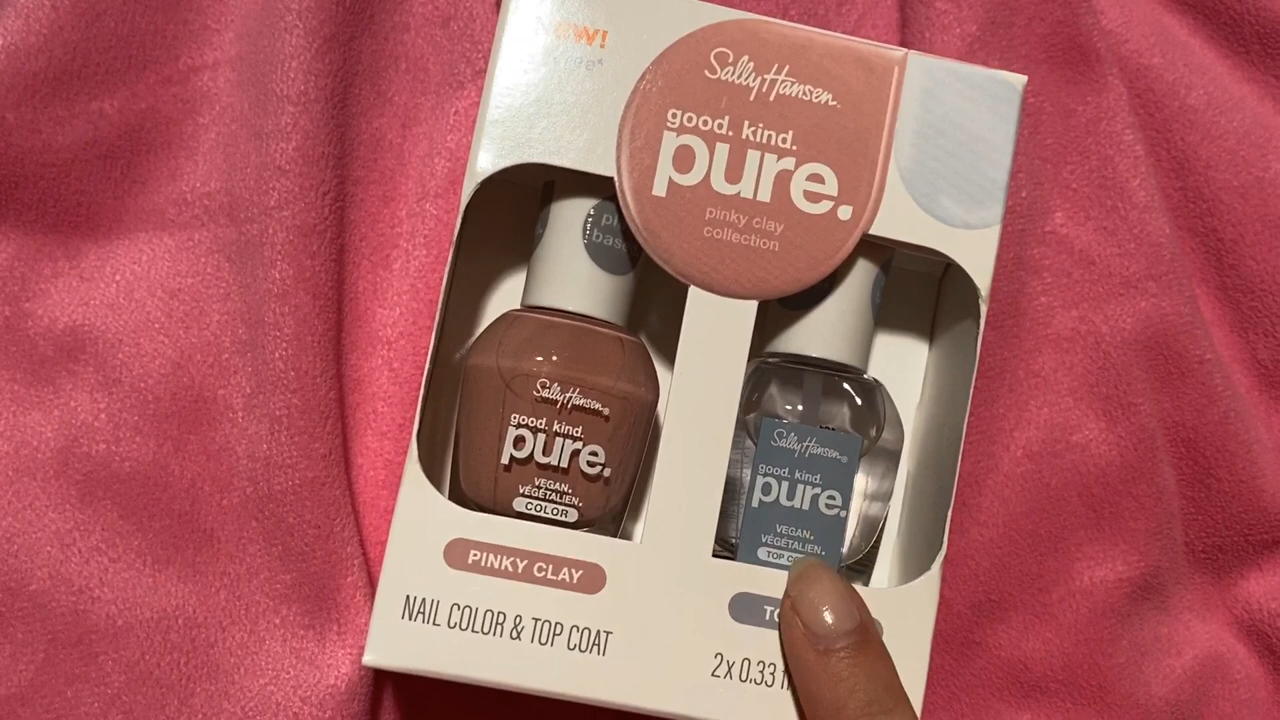 Sally Hansen
good. kind.
pure.
pinky clay
collection
Sally Hansen®
good. kind.
pure.
VEGAN.
VÉGÉTALIEN.
COLOR
Sally Hansen®
good. kind.
pure.
VEGAN.
VÉGÉTALIEN.
TOP
PINKY CLAY
NAIL COLOR & TOP COAT
2x 0.33